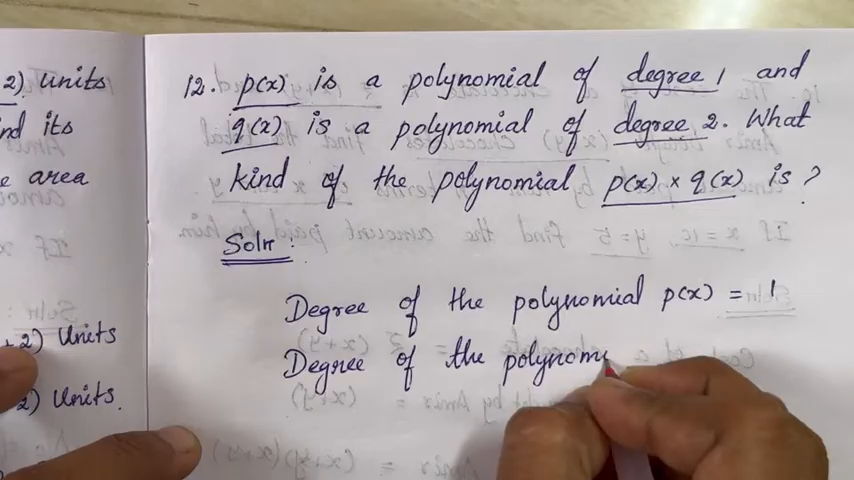 2) units
nd its
e area
+2) Units
2) Units.
12. p(x) is a polynomial of degree 1 and
q(x) is a polynomial of degree 2. What
kind of the polynomial p(x) × q(x) is ?
Soln :
Degree of the polynomial p(x) = 1
Degree of the polynomi